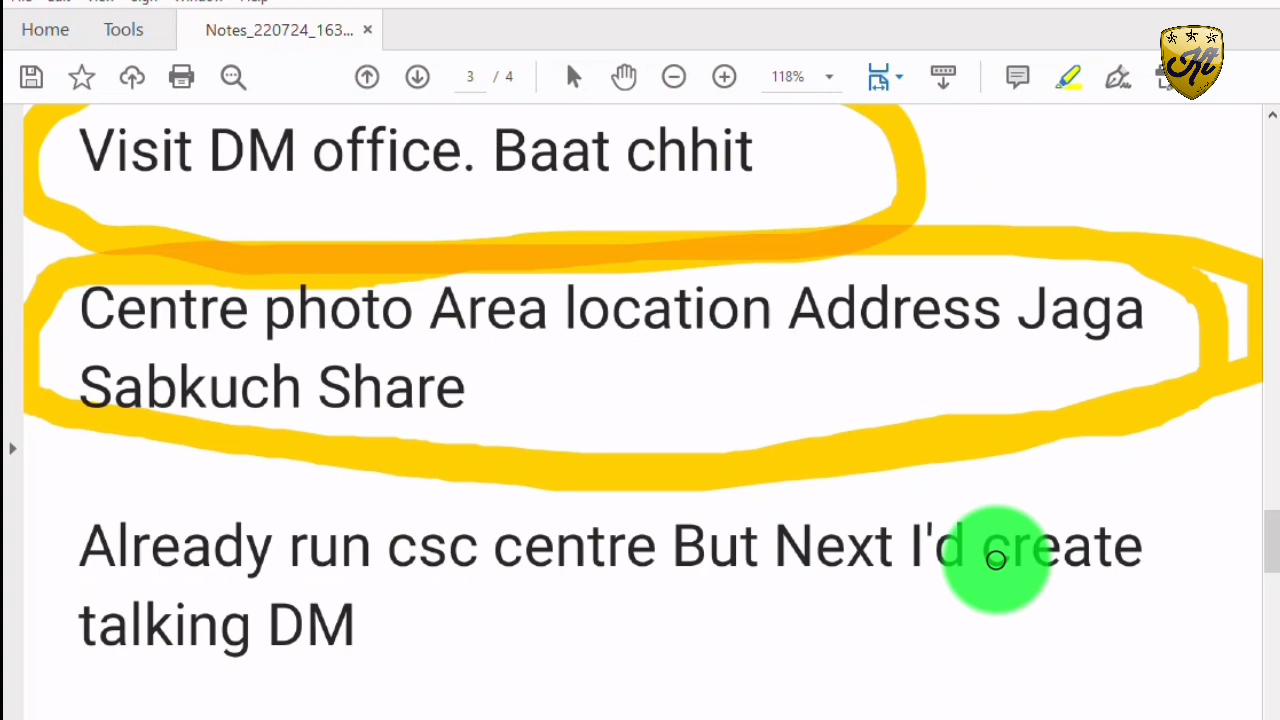 Home Tools Notes_220724_163... ×
3 / 4 118%
Visit DM office. Baat chhit
Centre photo Area location Address Jaga
Sabkuch Share
Already run csc centre But Next I'd create
talking DM